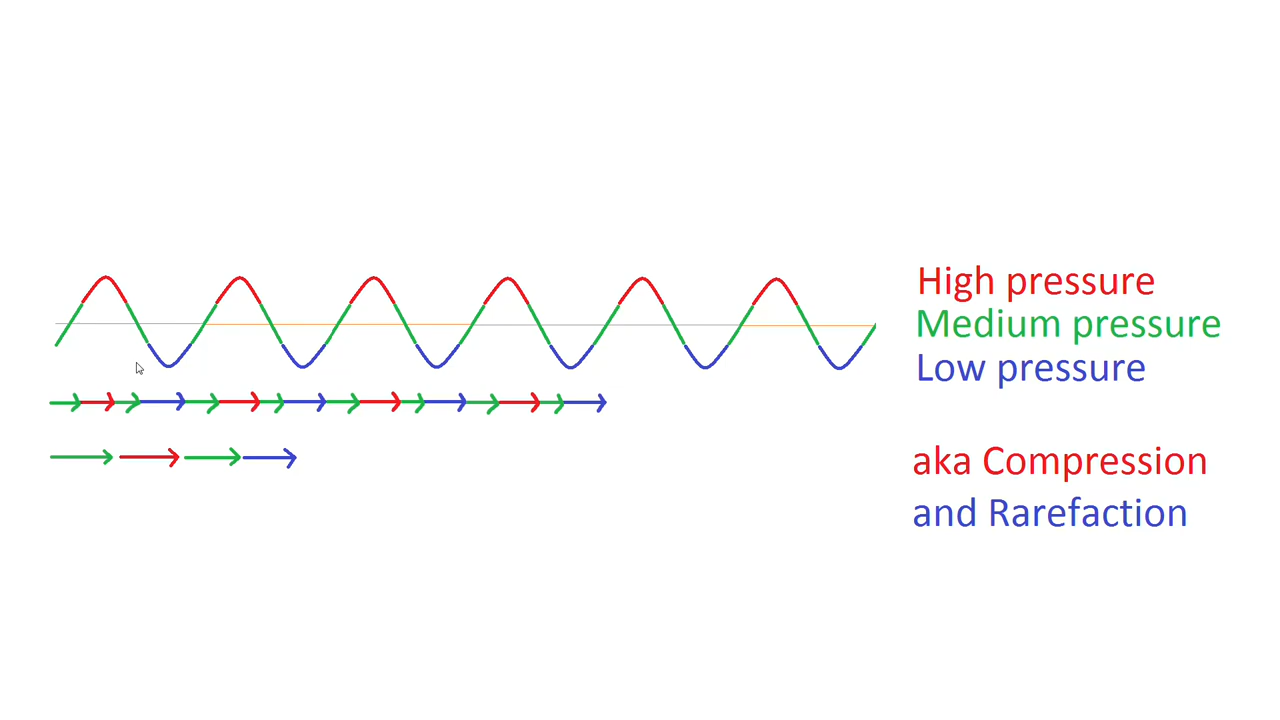 High pressure
Medium pressure
Low pressure
aka Compression
and Rarefaction